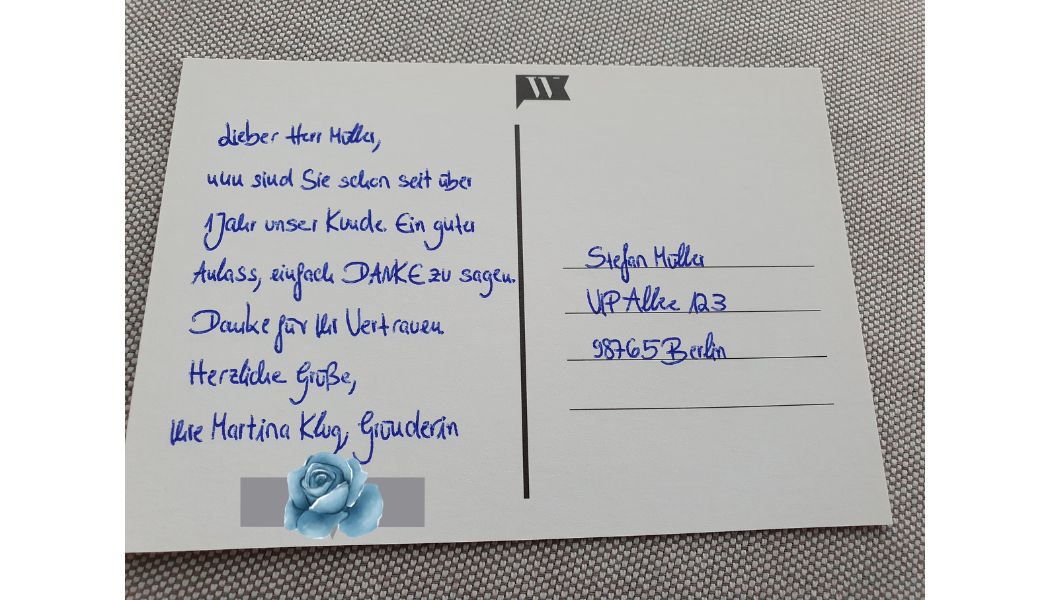 Lieber Herr Müller,
nun sind Sie schon seit über
1 Jahr unser Kunde. Ein guter
Anlass, einfach DANKE zu sagen.
Danke für Ihr Vertrauen.
Herzliche Grüße,
Ihre Martina Klug, Gründerin
W
Stefan Müller
VIP Allee 123
98765 Berlin